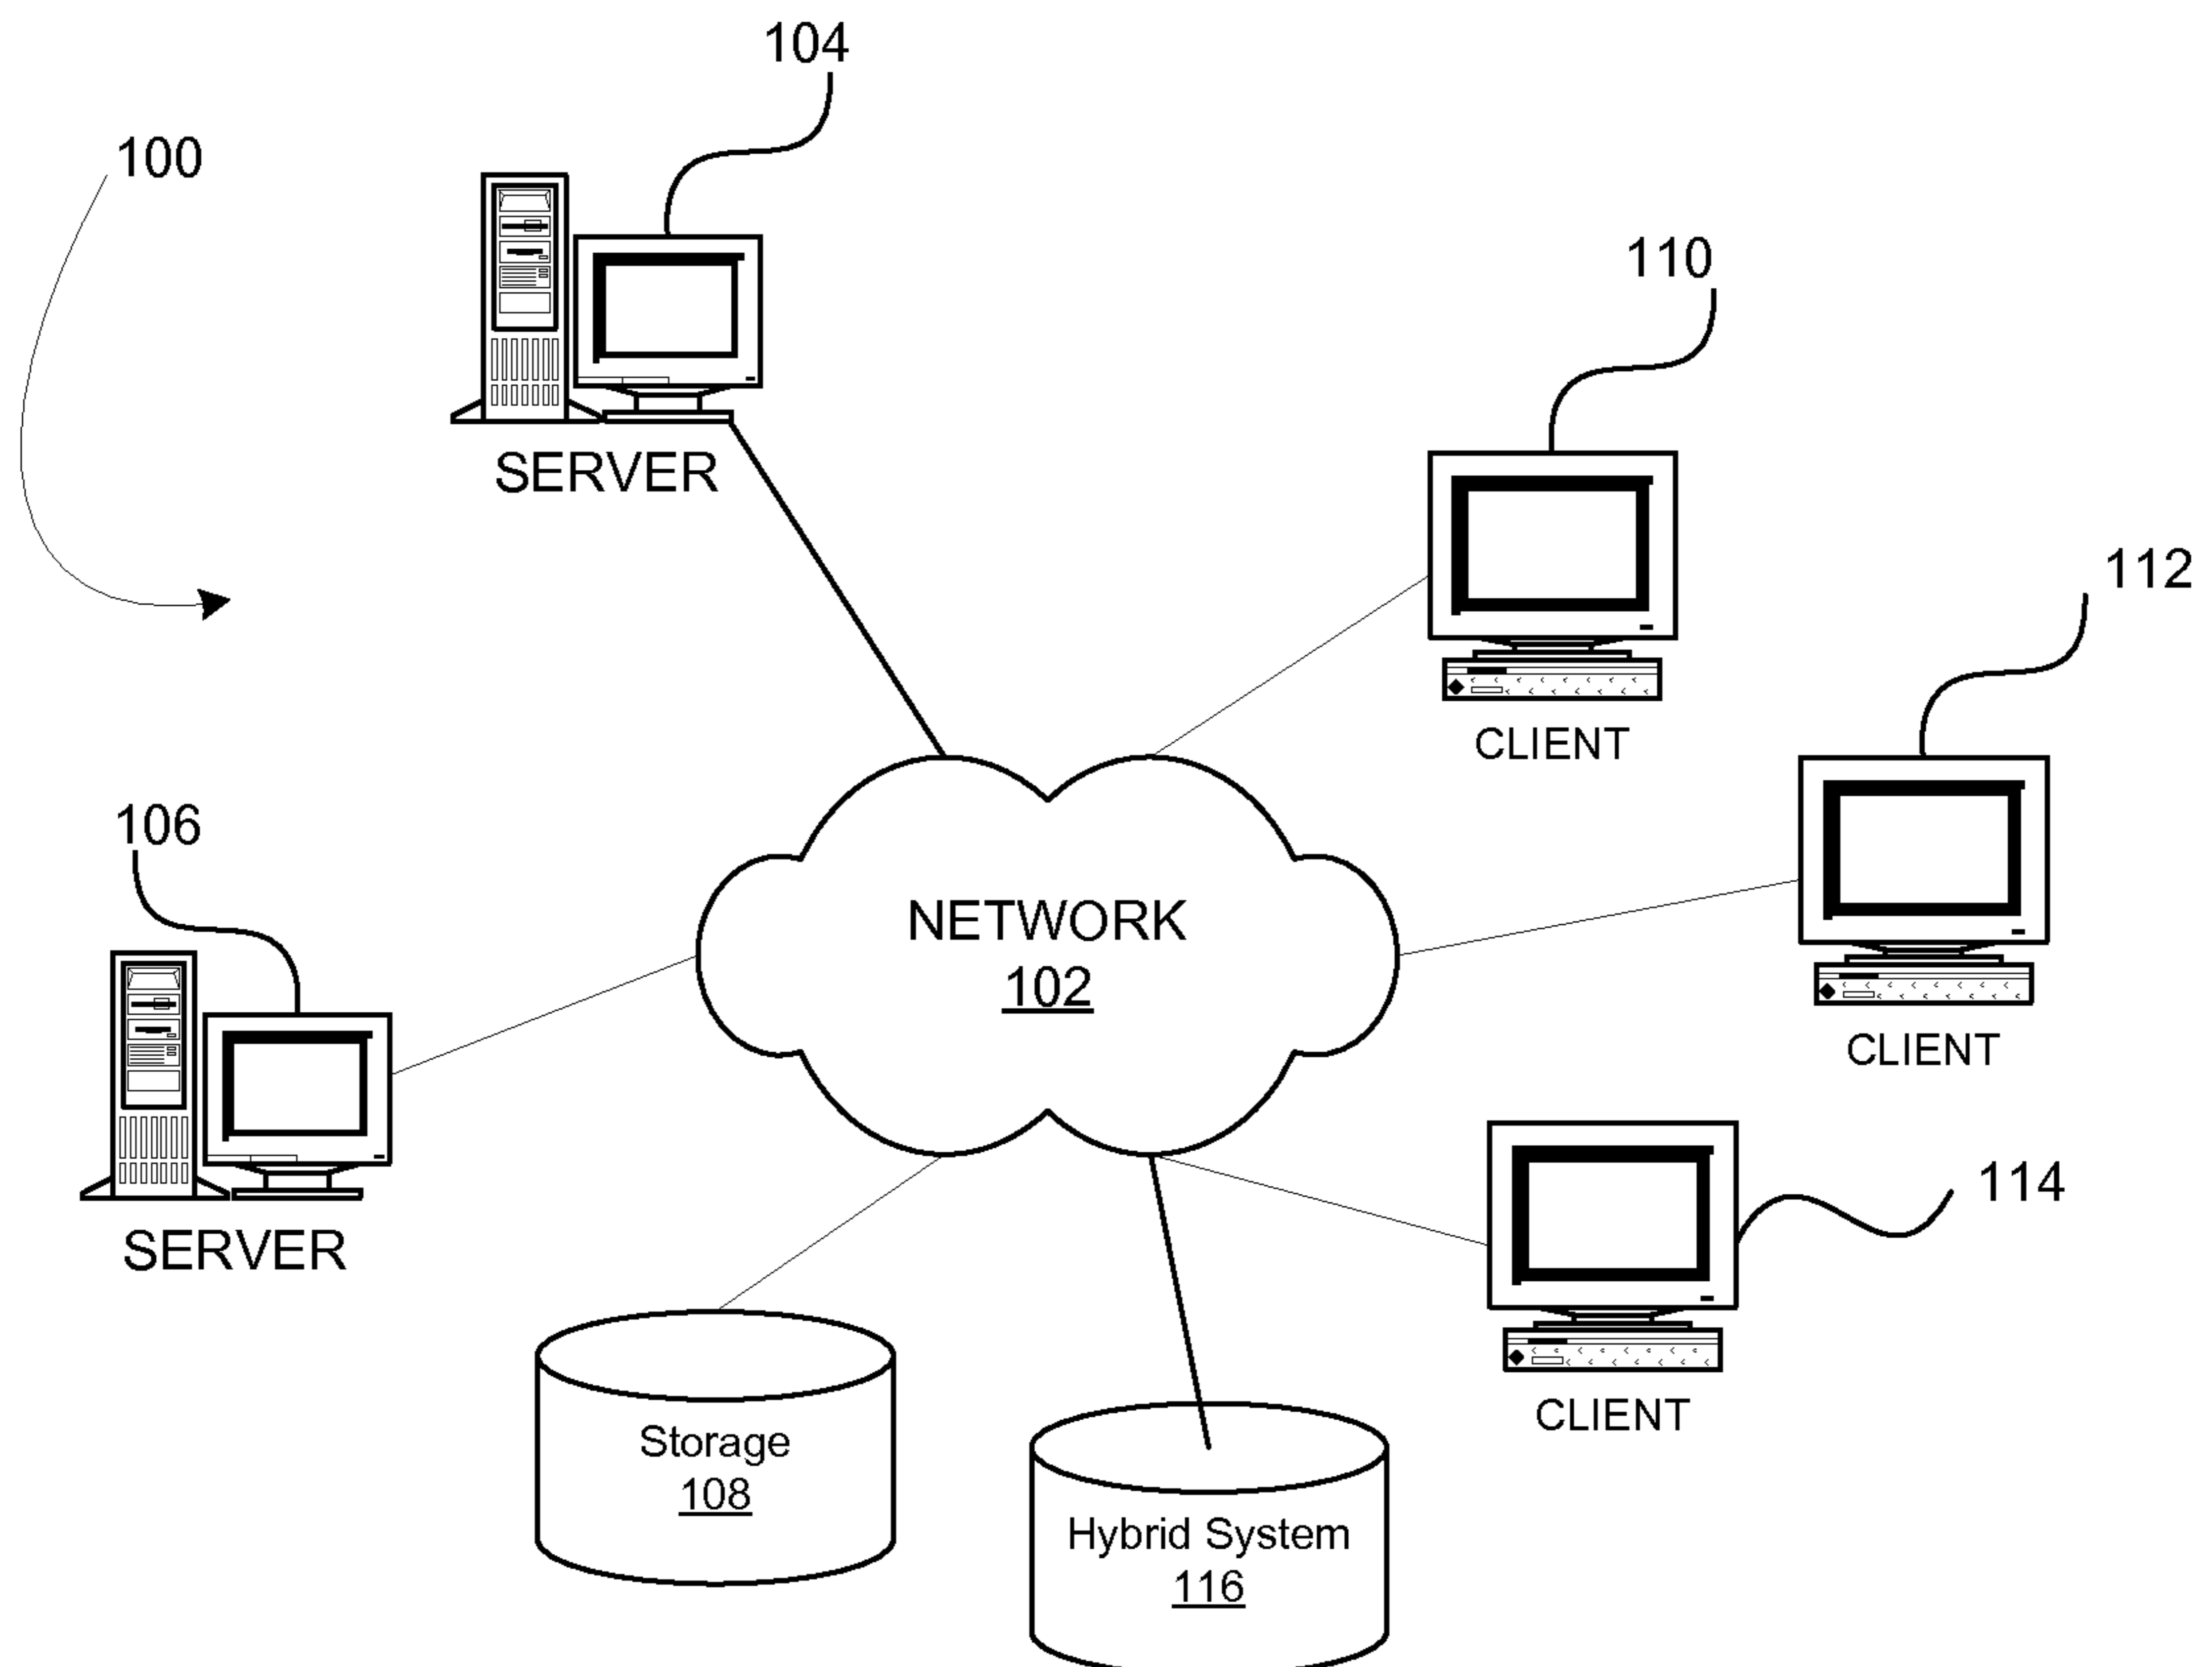 104
100
SERVER
110
CLIENT
112
CLIENT
106
SERVER
NETWORK
102
114
CLIENT
Storage
108
Hybrid System
116